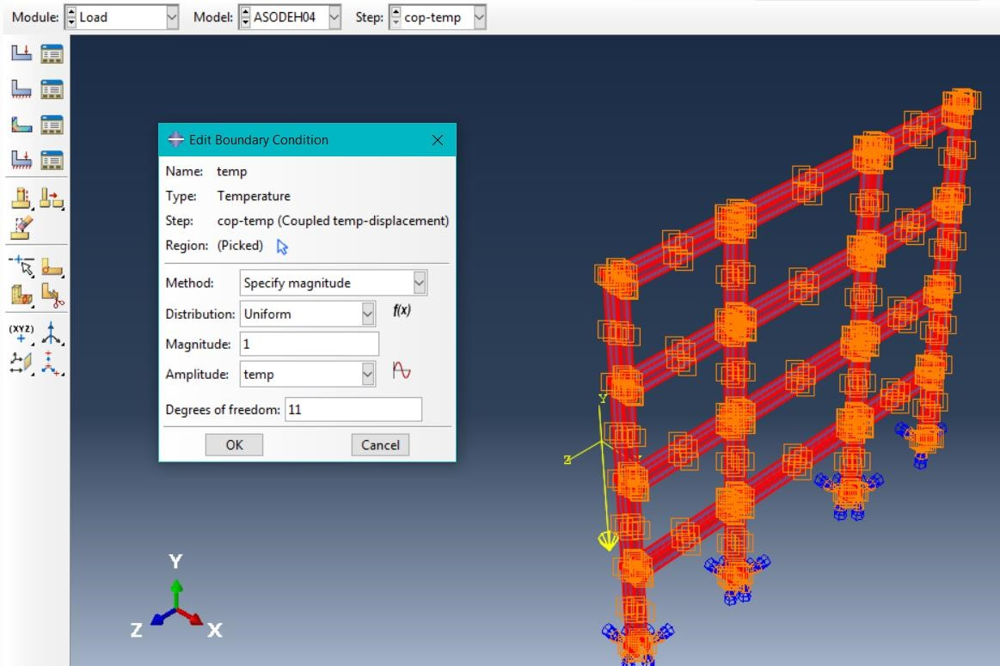 Module: Load Model: ASODEH04 Step: cop-temp
Edit Boundary Condition
Name: temp
Type: Temperature
Step: cop-temp (Coupled temp-displacement)
Region: (Picked)
Method: Specify magnitude
Distribution: Uniform f(x)
Magnitude: 1
Amplitude: temp
Degrees of freedom: 11
OK Cancel
(XYZ)
Y
Z
Y
Z X